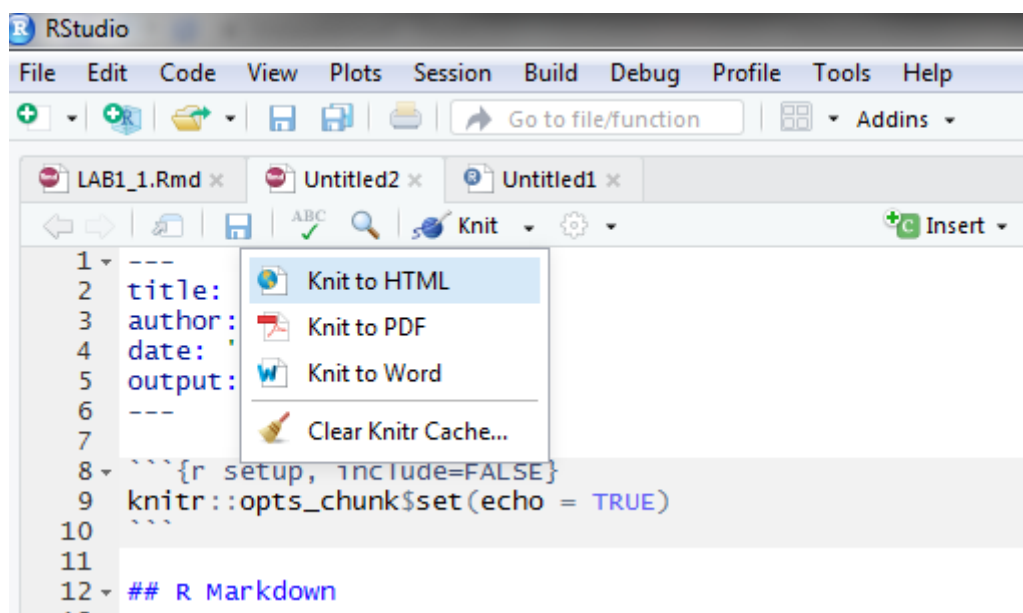 RStudio
File Edit Code View Plots Session Build Debug Profile Tools Help
Go to file/function Addins
LAB1_1.Rmd Untitled2 Untitled1
ABC Knit Insert
1 ---
2 title:
3 author:
4 date: '
5 output:
6 ---
7
Knit to HTML
Knit to PDF
Knit to Word
Clear Knitr Cache...
8 ```{r setup, include=FALSE}
9 knitr::opts_chunk$set(echo = TRUE)
10 ```
11
12 ## R Markdown